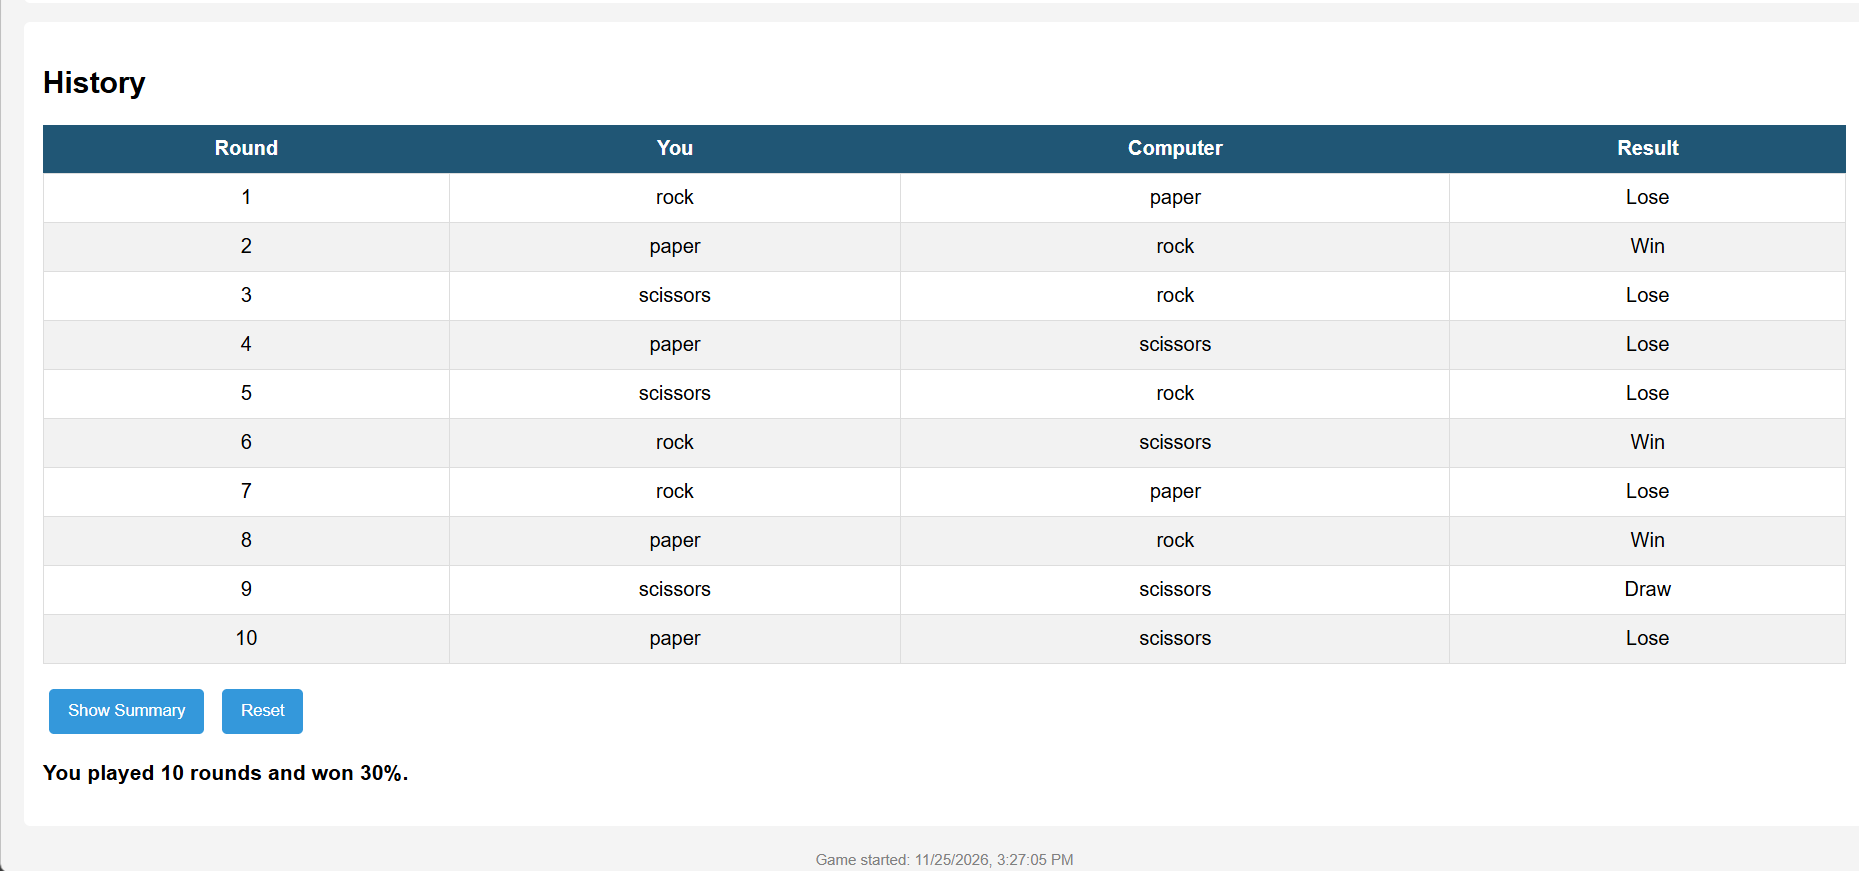 History
Round You Computer Result
1 rock paper Lose
2 paper rock Win
3 scissors rock Lose
4 paper scissors Lose
5 scissors rock Lose
6 rock scissors Win
7 rock paper Lose
8 paper rock Win
9 scissors scissors Draw
10 paper scissors Lose
Show Summary Reset
You played 10 rounds and won 30%.
Game started: 11/25/2026, 3:27:05 PM